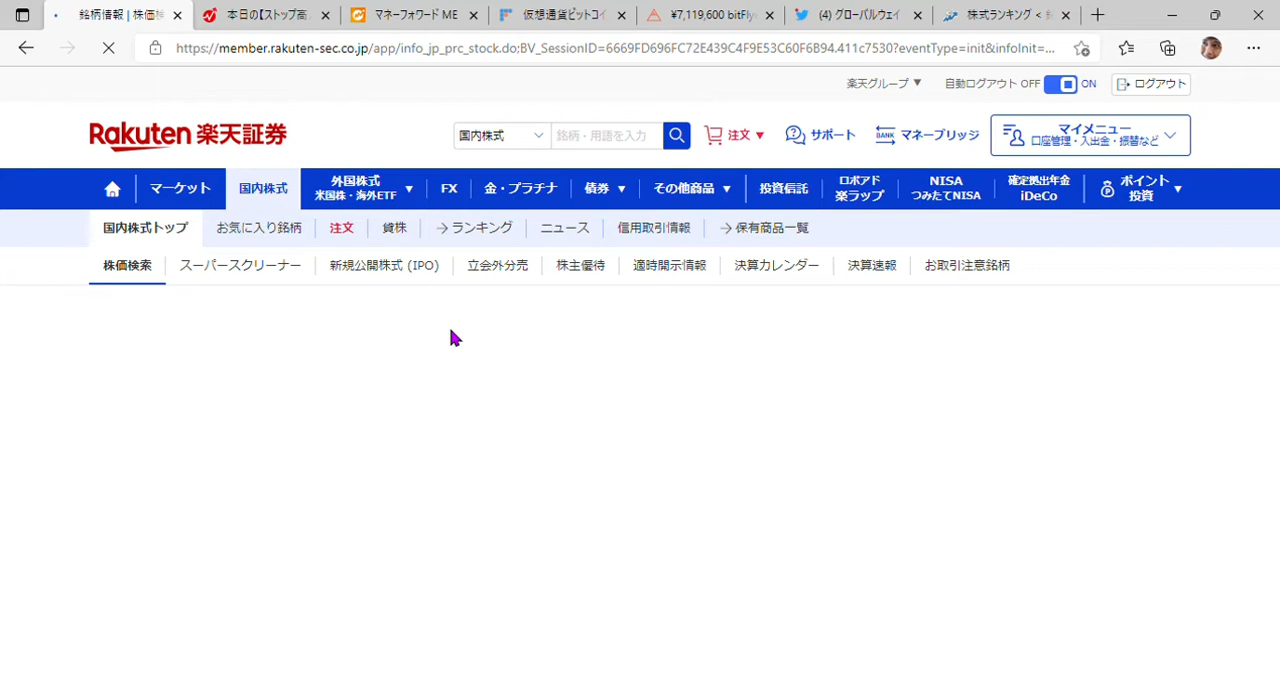 銘柄情報 | 株価検
本日の【ストップ高
マネーフォワード ME
仮想通貨ビットコイ
¥7,119,600 bitFly
(4) グローバルウェイ
株式ランキング <
https://member.rakuten-sec.co.jp/app/info_jp_prc_stock.do;BV_SessionID=6669FD696FC72E439C4F9E53C60F6B94.411c7530?eventType=init&infoInit=...
楽天グループ ▼ 自動ログアウト OFF ON ログアウト
Rakuten 楽天証券
国内株式 銘柄・用語を入力 注文 ▼ サポート BANK マネーブリッジ マイメニュー
口座管理・入出金・振替など
マーケット 国内株式 外国株式 ▼
米国株・海外ETF
FX 金・プラチナ 債券 ▼ その他商品 ▼ 投資信託 ロボアド
楽ラップ
NISA
つみたてNISA
確定拠出年金
iDeCo
ポイント ▼
投資
国内株式トップ お気に入り銘柄 注文 貸株 →ランキング ニュース 信用取引情報 →保有商品一覧
株価検索 スーパースクリーナー 新規公開株式 (IPO) 立会外分売 株主優待 適時開示情報 決算カレンダー 決算速報 お取引注意銘柄